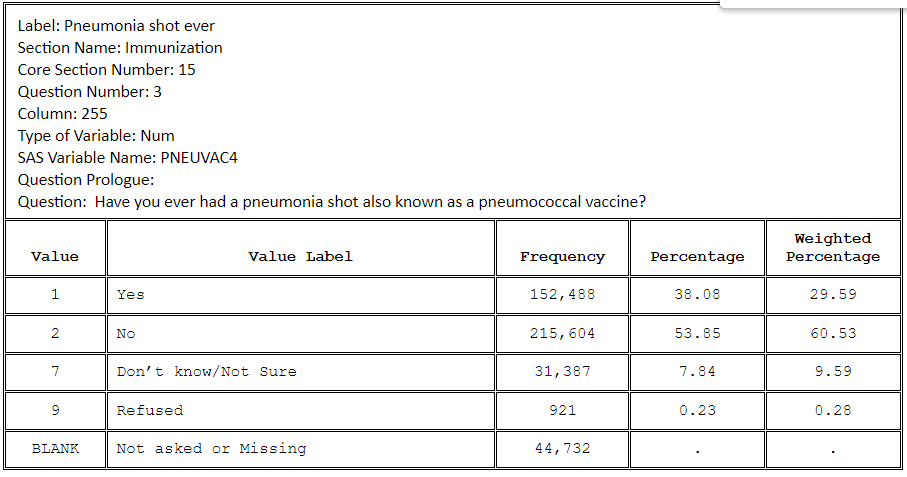 Label: Pneumonia shot ever
Section Name: Immunization
Core Section Number: 15
Question Number: 3
Column: 255
Type of Variable: Num
SAS Variable Name: PNEUVAC4
Question Prologue:
Question:  Have you ever had a pneumonia shot also known as a pneumococcal vaccine?
Value Value Label Frequency Percentage Weighted Percentage
1 Yes 152,488 38.08 29.59
2 No 215,604 53.85 60.53
7 Don’t know/Not Sure 31,387 7.84 9.59
9 Refused 921 0.23 0.28
BLANK Not asked or Missing 44,732 . .